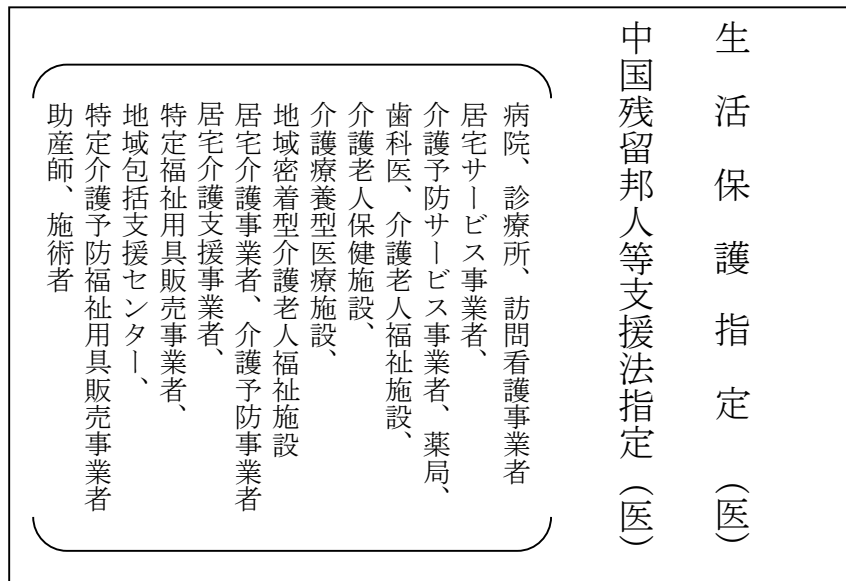 生活保護指定（医）
中国残留邦人等支援法指定（医）
病院、診療所、訪問看護事業者
居宅サービス事業者、
介護予防サービス事業者、薬局、
歯科医、介護老人福祉施設、
介護老人保健施設、
介護療養型医療施設、
地域密着型介護老人福祉施設
居宅介護事業者、介護予防事業者
居宅介護支援事業者、
特定福祉用具販売事業者、
地域包括支援センター、
特定介護予防福祉用具販売事業者
助産師、施術者